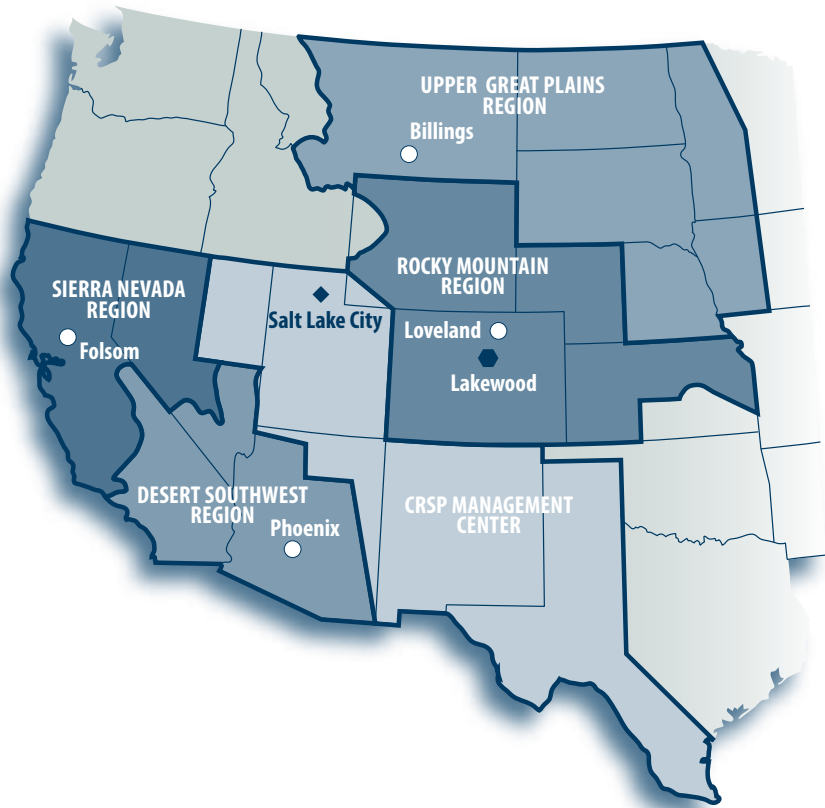 UPPER GREAT PLAINS
REGION
Billings
ROCKY MOUNTAIN
REGION
SIERRA NEVADA
REGION
Salt Lake City
Loveland
Folsom
Lakewood
DESERT SOUTHWEST
REGION
Phoenix
CRSP MANAGEMENT
CENTER